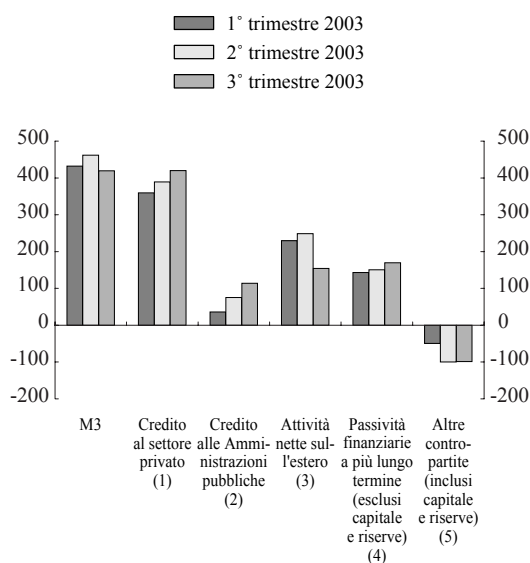 1° trimestre 2003
2° trimestre 2003
3° trimestre 2003
500 500
400 400
300 300
200 200
100 100
0 0
-100 -100
-200 -200
M3
Credito
al settore
privato
(1)
Credito
alle Ammi-
nistrazioni
pubbliche
(2)
Attività
nette sul-
l'estero
(3)
Passività
finanziarie
a più lungo
termine
(esclusi
capitale
e riserve)
(4)
Altre
contro-
partite
(inclusi
capitale
e riserve)
(5)